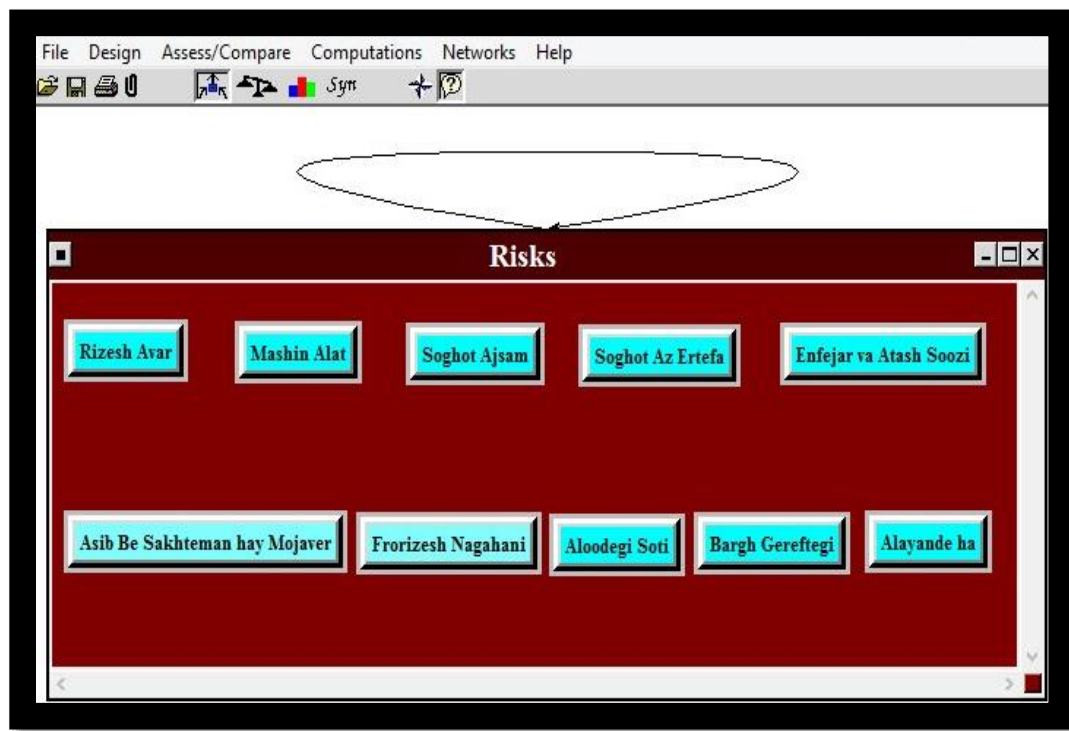 File Design Assess/Compare Computations Networks Help
Syn
Risks
Rizesh Avar Mashin Alat Soghot Ajsam Soghot Az Ertefa Enfejar va Atash Soozi
Asib Be Sakhteman hay Mojaver Frorizesh Nagahani Aloodegi Soti Bargh Gereftegi Alayande ha